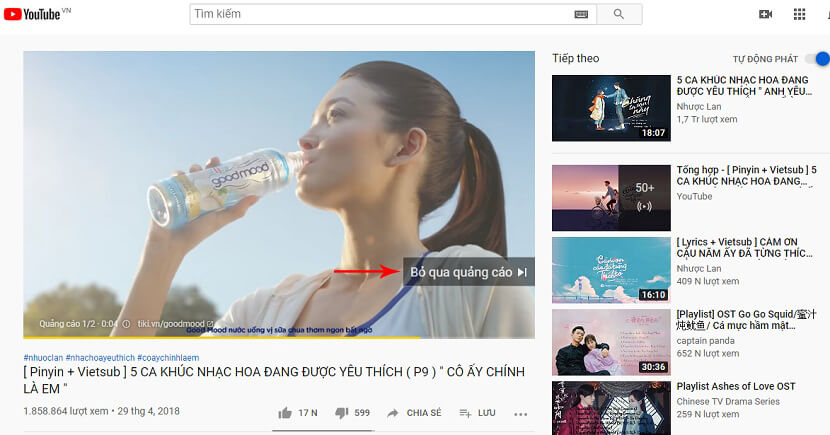 YouTube VN
Tìm kiếm
good mood
Bỏ qua quảng cáo
Quảng cáo 1/2 · 0:04 tiki.vn/goodmood
Good Mood nước uống vị sữa chua thơm ngon bất ngờ
#nhuoclan #nhachoayeuthich #coaychinhlaem
[ Pinyin + Vietsub ] 5 CA KHÚC NHẠC HOA ĐANG ĐƯỢC YÊU THÍCH ( P9 ) " CÔ ẤY CHÍNH
LÀ EM "
1.858.864 lượt xem • 29 thg 4, 2018
17 N
599
CHIA SẺ
LƯU
Tiếp theo
TỰ ĐỘNG PHÁT
18:07
5 CA KHÚC NHẠC HOA ĐANG
ĐƯỢC YÊU THÍCH " ANH YÊU...
Nhược Lan
1,7 Tr lượt xem
50+
Tổng hợp - [ Pinyin + Vietsub ] 5
CA KHÚC NHẠC HOA ĐANG...
YouTube
16:10
[ Lyrics + Vietsub ] CẢM ƠN
CẬU NĂM ẤY ĐÃ TỪNG THÍC...
Nhược Lan
409 N lượt xem
30:36
[Playlist] OST Go Go Squid/蜜汁
炖鱿鱼/ Cá mực hầm mật...
captain panda
652 N lượt xem
Playlist Ashes of Love OST
Chinese TV Drama Series
259 N lượt xem